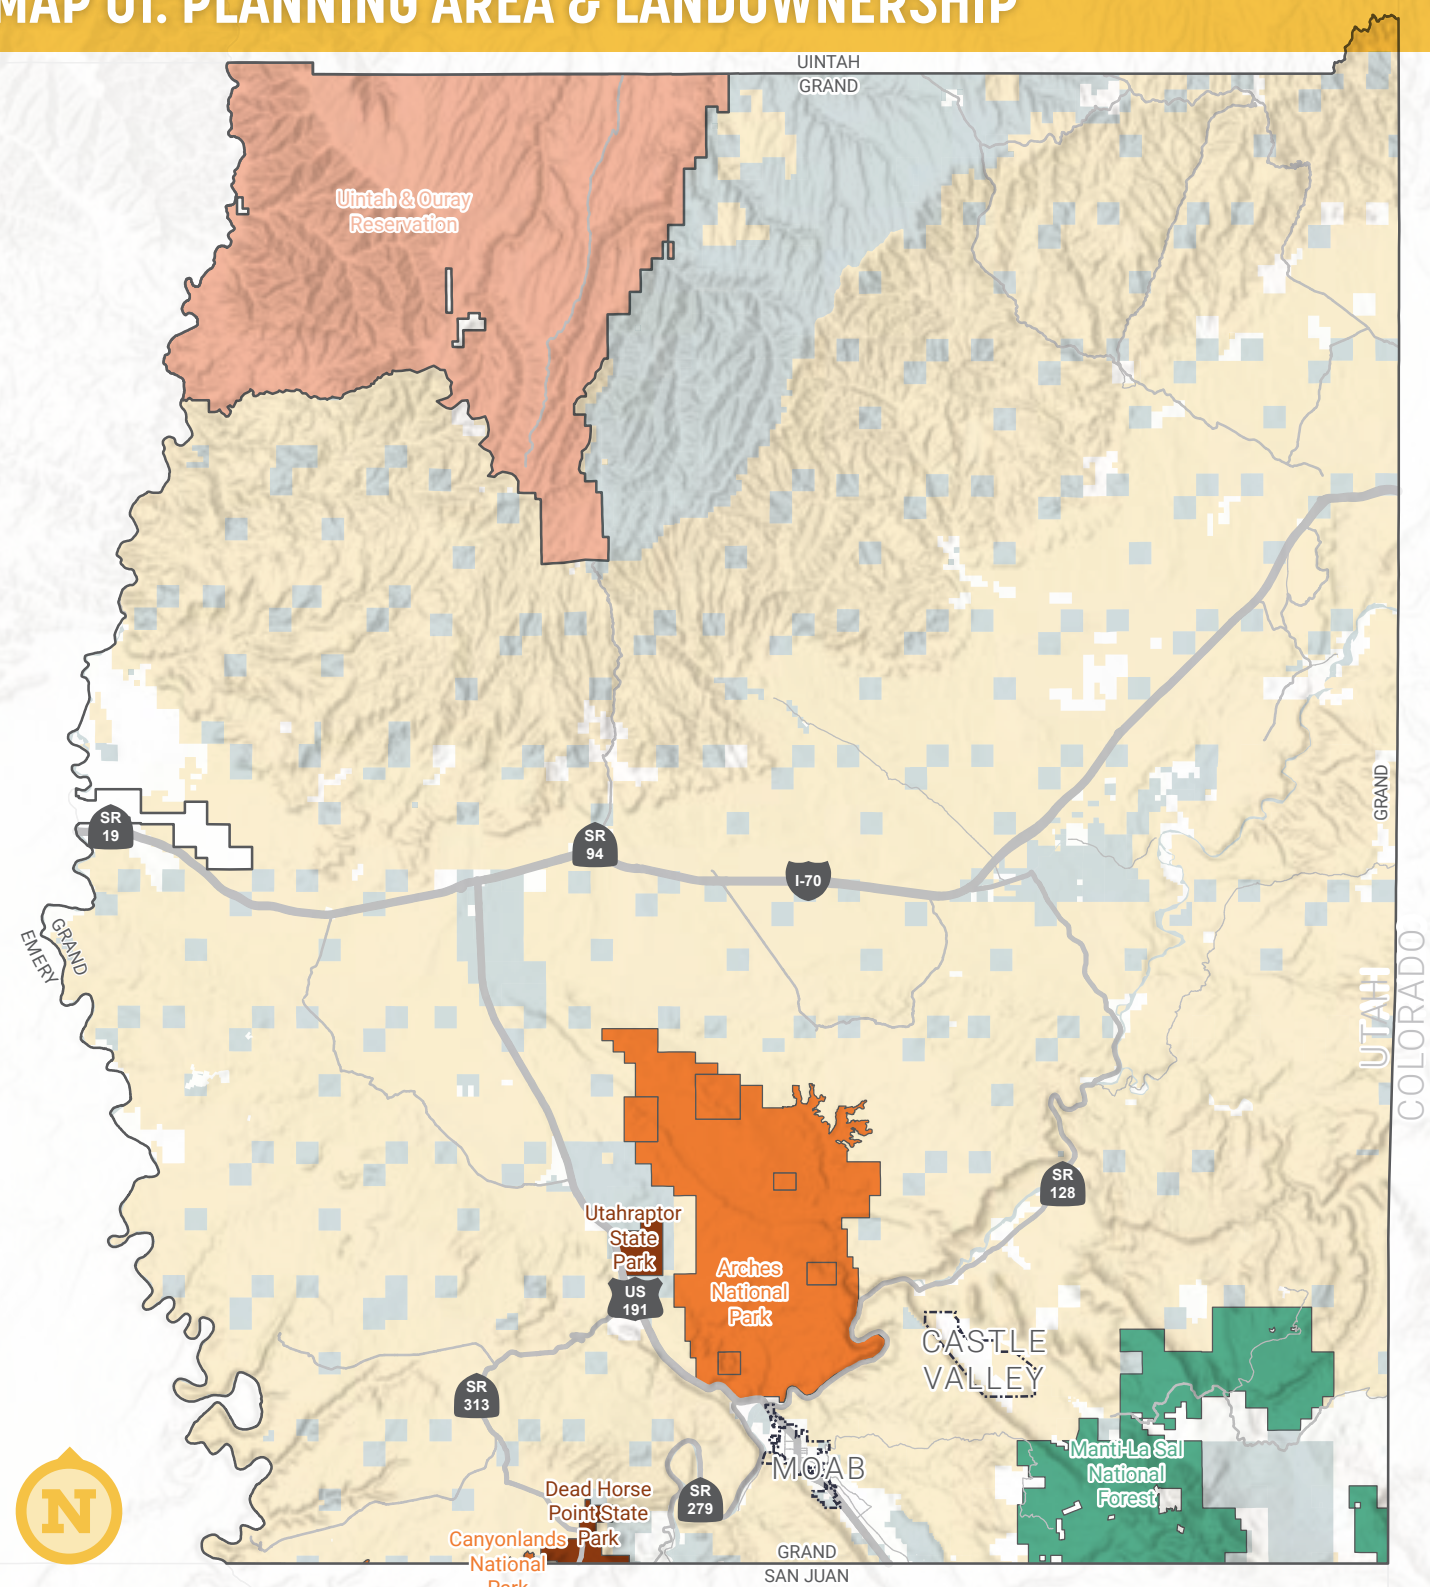 MAP 01. PLANNING AREA & LANDOWNERSHIP
UINTAH
GRAND
Uintah & Ouray
Reservation
GRAND
SR
19
SR
94
I-70
GRAND
EMERY
UTAH
COLORADO
SR
128
Utahraptor
State
Park
US
191
Arches
National
Park
CASTLE
VALLEY
SR
313
Manti-La Sal
National
Forest
MOAB
SR
279
Dead Horse
Point State
Park
Canyonlands
National
Park
N
GRAND
SAN JUAN